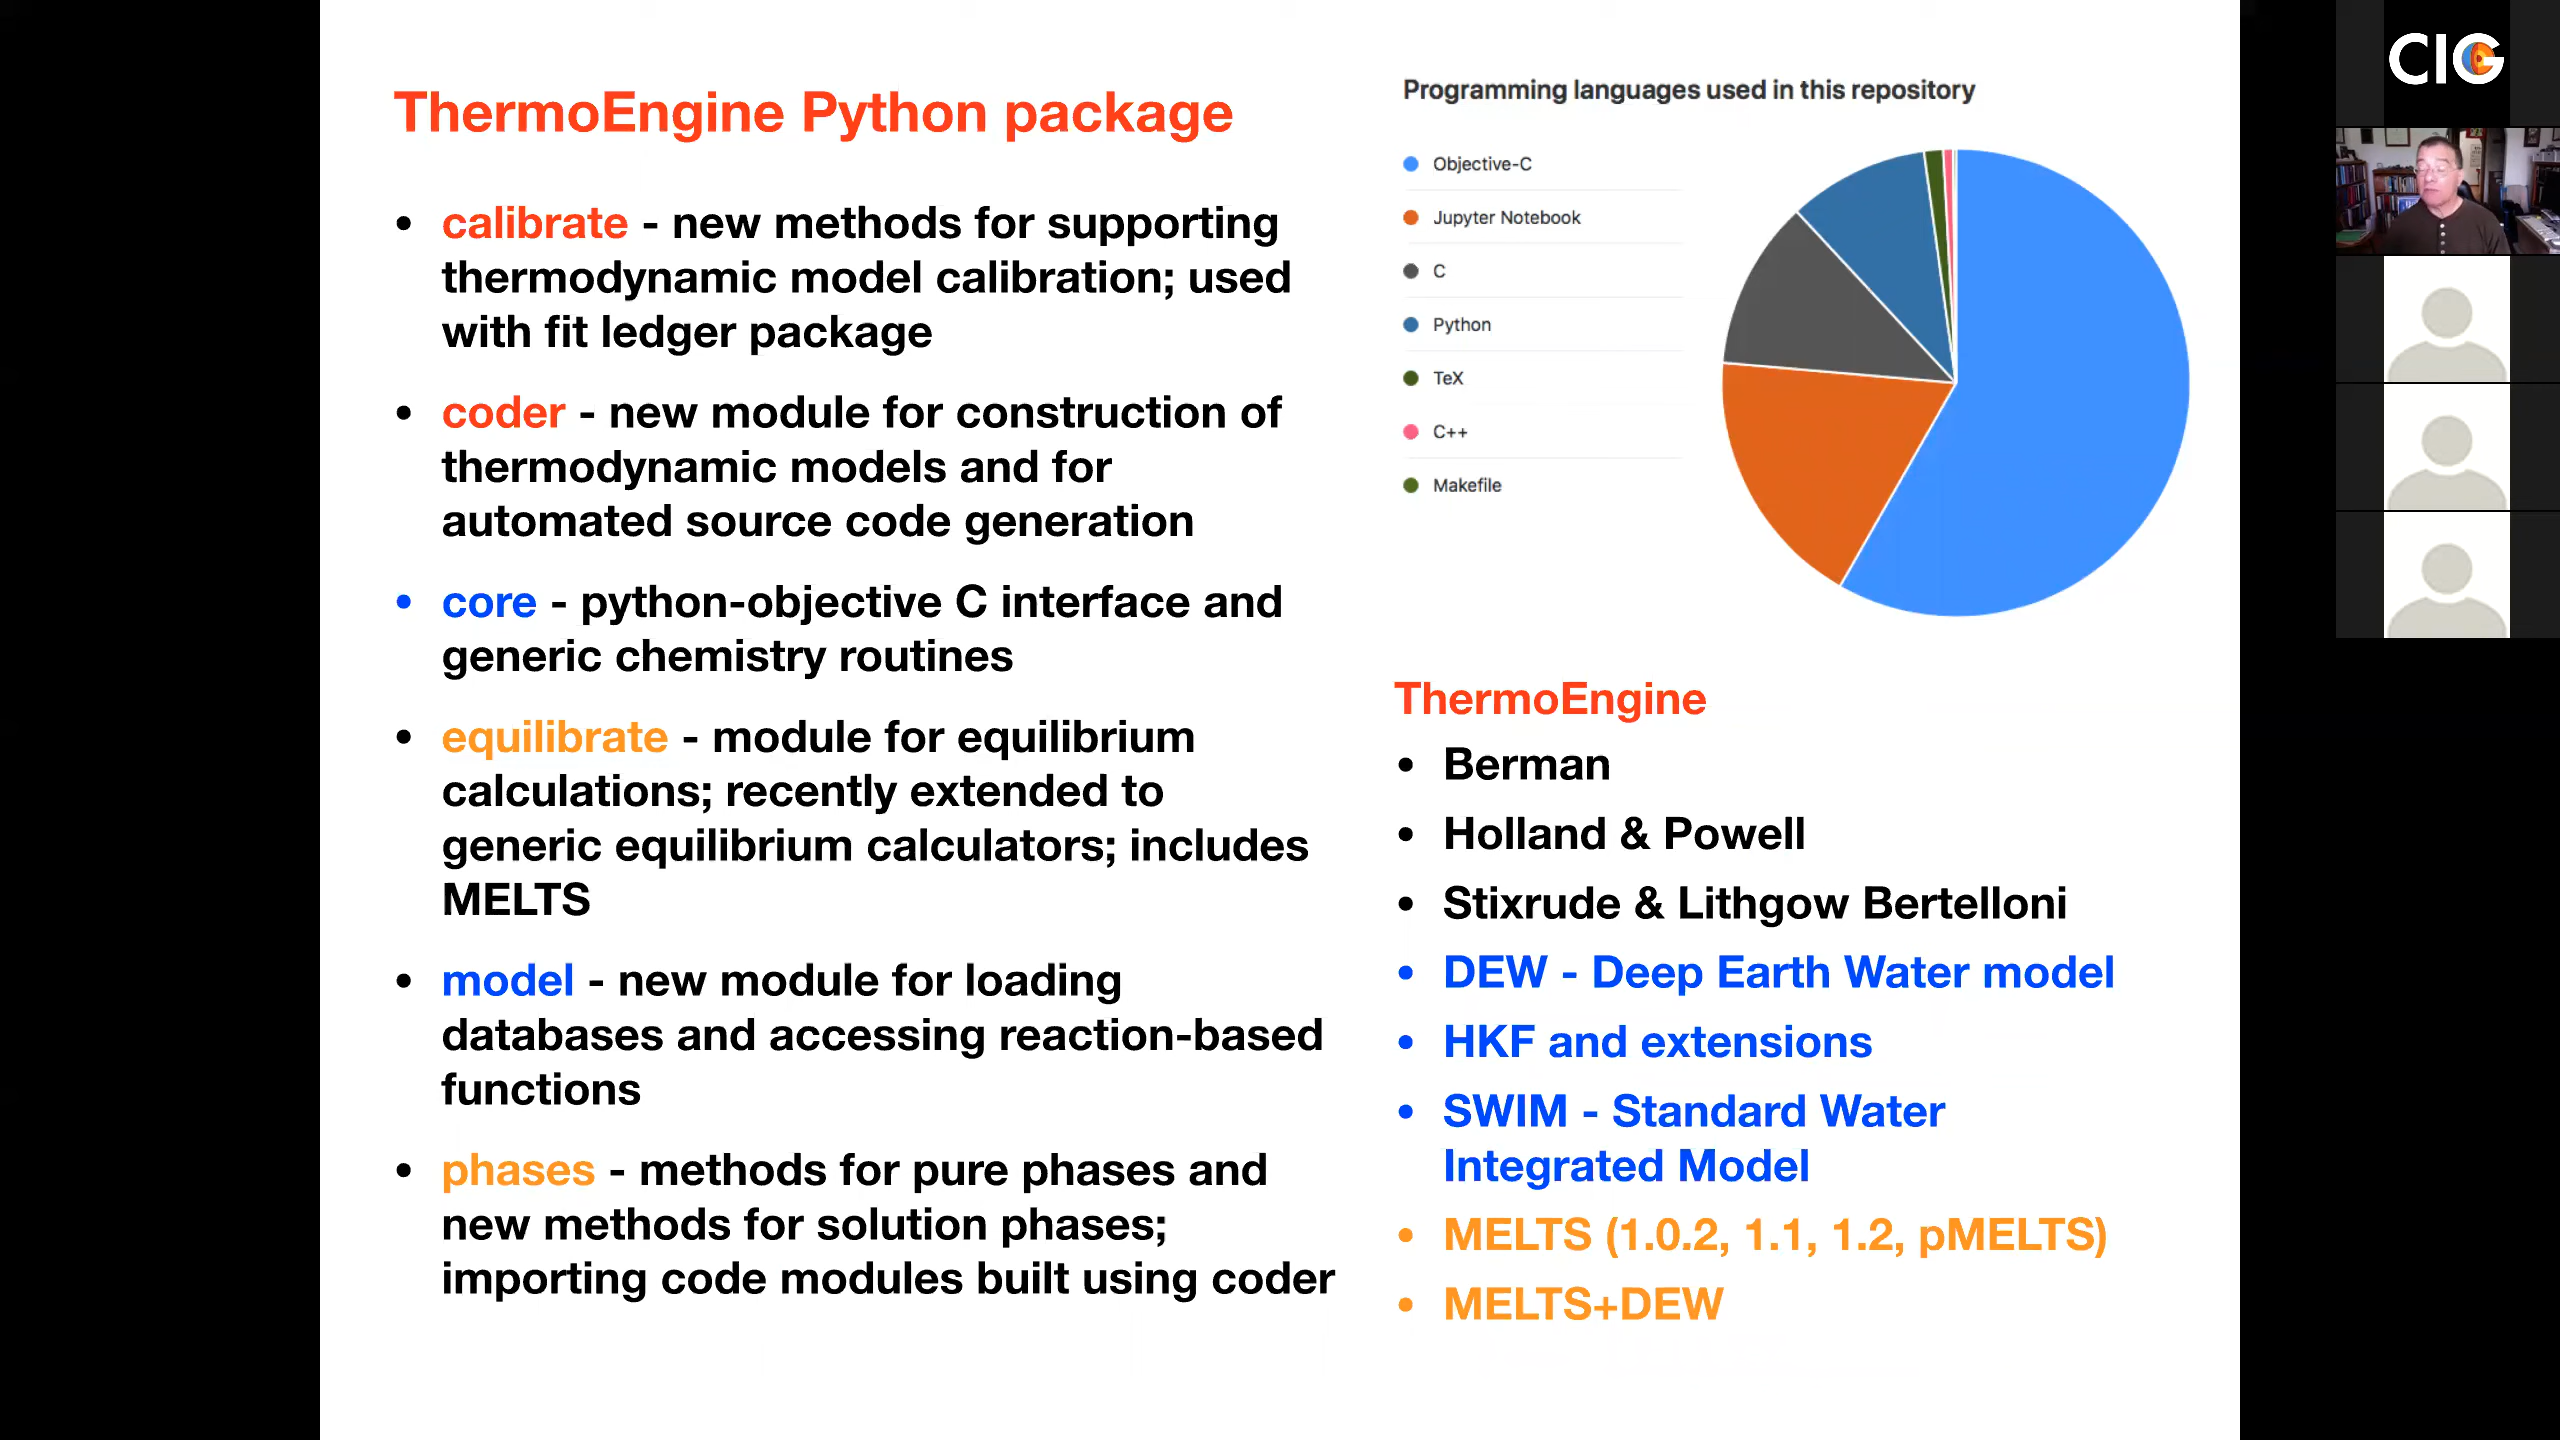 ThermoEngine Python package
• calibrate - new methods for supporting
thermodynamic model calibration; used
with fit ledger package
• coder - new module for construction of
thermodynamic models and for
automated source code generation
• core - python-objective C interface and
generic chemistry routines
• equilibrate - module for equilibrium
calculations; recently extended to
generic equilibrium calculators; includes
MELTS
• model - new module for loading
databases and accessing reaction-based
functions
• phases - methods for pure phases and
new methods for solution phases;
importing code modules built using coder
Programming languages used in this repository
Objective-C
Jupyter Notebook
C
Python
TeX
C++
Makefile
ThermoEngine
• Berman
• Holland & Powell
• Stixrude & Lithgow Bertelloni
• DEW - Deep Earth Water model
• HKF and extensions
• SWIM - Standard Water
Integrated Model
• MELTS (1.0.2, 1.1, 1.2, pMELTS)
• MELTS+DEW
CIG